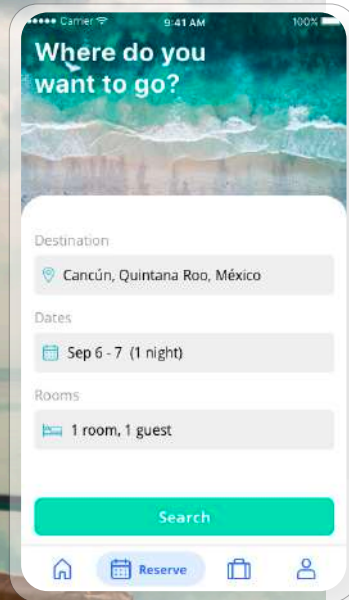 Carrier
9:41 AM
100%
Where do you
want to go?
Destination
Cancún, Quintana Roo, México
Dates
Sep 6 - 7 (1 night)
Rooms
1 room, 1 guest
Search
Reserve